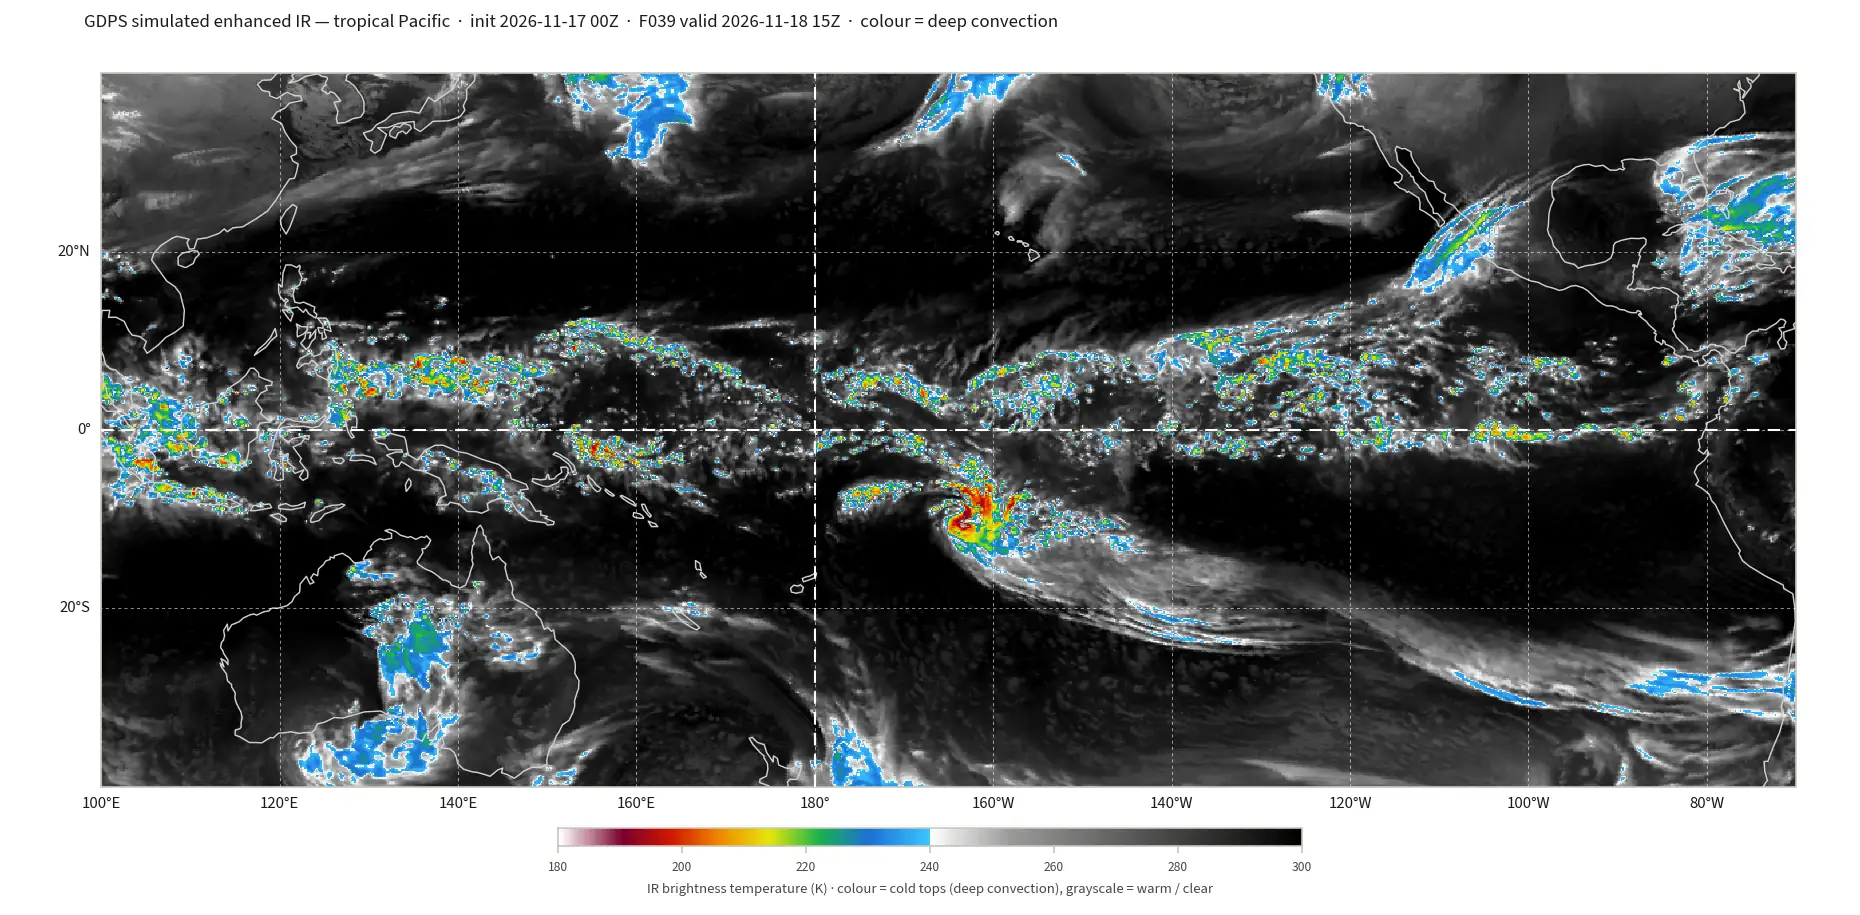 GDPS simulated enhanced IR — tropical Pacific · init 2026-11-17 00Z · F039 valid 2026-11-18 15Z · colour = deep convection
20°N
0°
20°S
100°E 120°E 140°E 160°E 180° 160°W 140°W 120°W 100°W 80°W
180 200 220 240 260 280 300
IR brightness temperature (K) · colour = cold tops (deep convection), grayscale = warm / clear